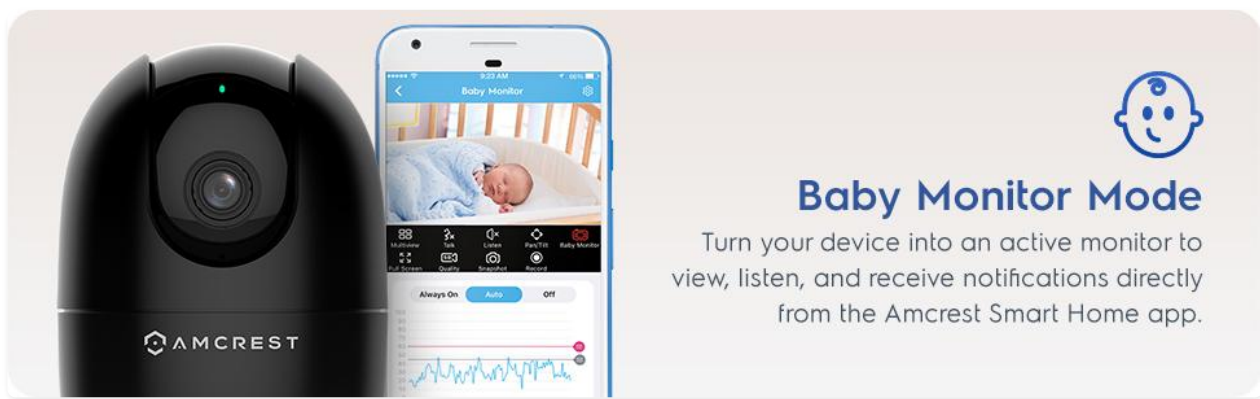 9:23 AM
66%
Baby Monitor
Multiview
Talk
Listen
Pan/Tilt
Baby Monitor
Full Screen
Quality
Snapshot
Record
Always On
Auto
Off
AMCREST
Baby Monitor Mode
Turn your device into an active monitor to
view, listen, and receive notifications directly
from the Amcrest Smart Home app.